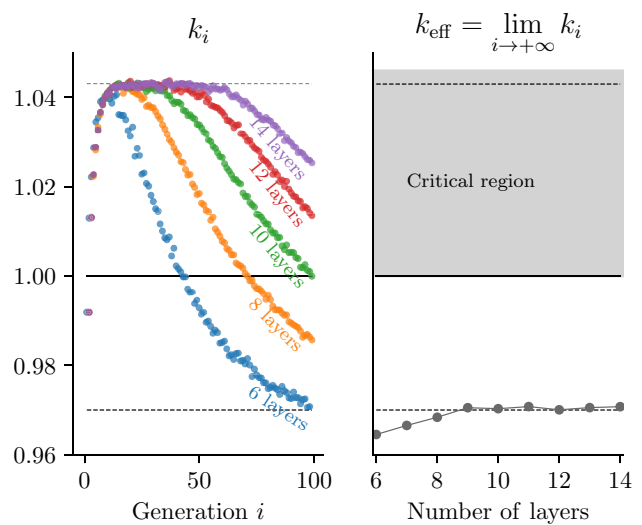 k_i
k_eff = lim k_i
i→+∞
1.04
1.02
1.00
0.98
0.96
14 layers
12 layers
10 layers
8 layers
6 layers
Critical region
0
50
100
6
8
10
12
14
Generation i
Number of layers